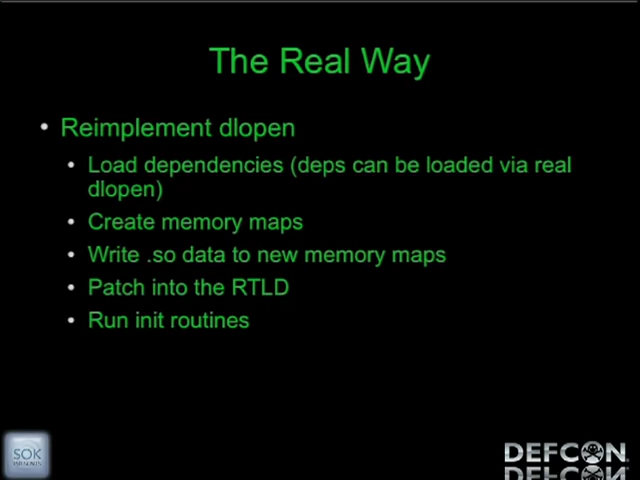 The Real Way
• Reimplement dlopen
• Load dependencies (deps can be loaded via real
dlopen)
• Create memory maps
• Write .so data to new memory maps
• Patch into the RTLD
• Run init routines
SOK
PRESENTS
DEFCON